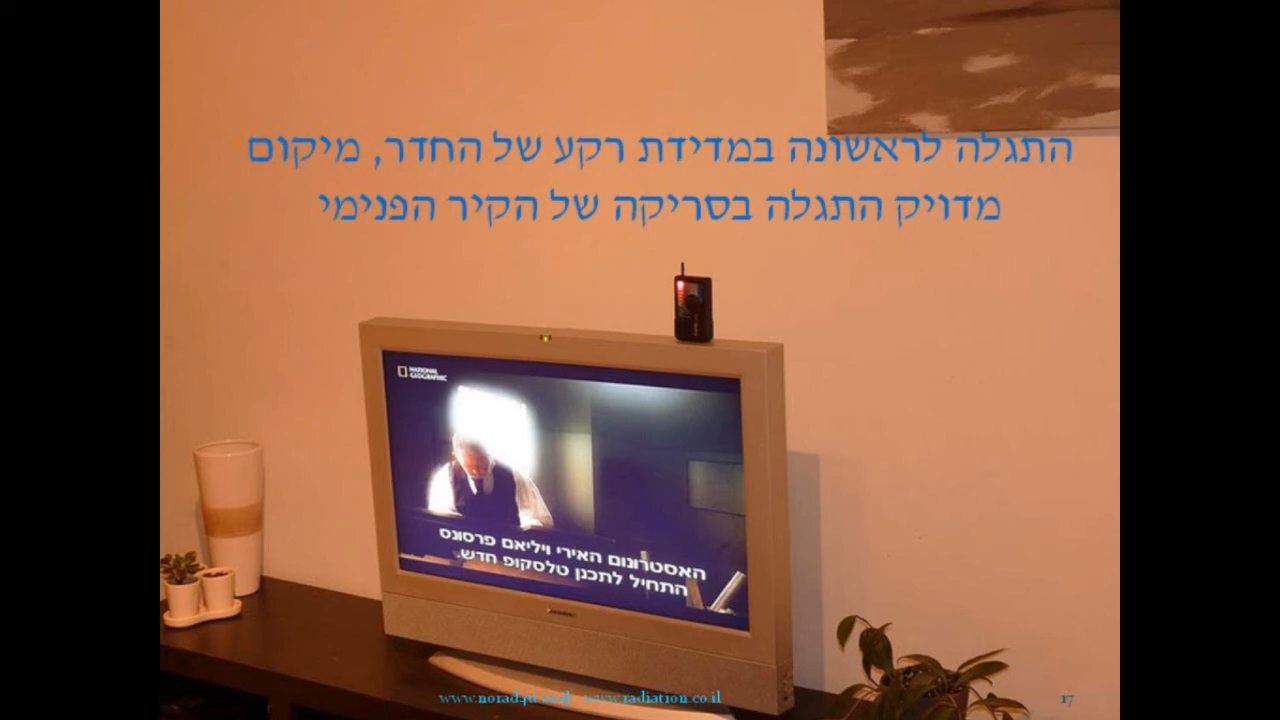 התגלה לראשונה במדידת רקע של החדר, מיקום
מדויק התגלה בסריקה של הקיר הפנימי
NATIONAL
GEOGRAPHIC
האסטרונום האירי ויליאם פרסונס
התחיל לתכנן טלסקופ חדש.
www.radiation.co.il
17